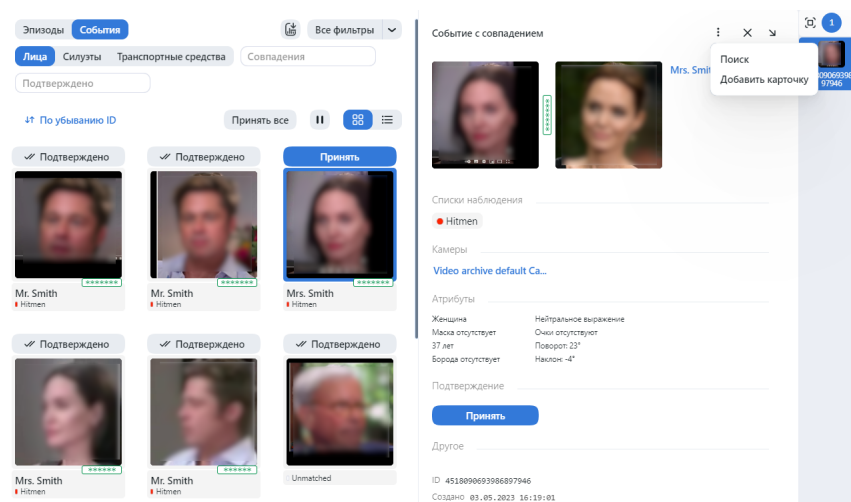 Эпизоды События
Все фильтры
Лица Силуэты Транспортные средства Совпадения
Подтверждено
По убыванию ID
Принять все
Подтверждено Подтверждено Принять
*******
*******
*******
Mr. Smith Mr. Smith Mrs. Smith
Hitmen Hitmen Hitmen
Подтверждено Подтверждено Подтверждено
******
******
Mrs. Smith Mr. Smith Unmatched
Hitmen Hitmen
Событие с совпадением
Mrs. Smit
Поиск
Добавить карточку
*******
Списки наблюдения
Hitmen
Камеры
Video archive default Ca...
Атрибуты
Женщина Нейтральное выражение
Маска отсутствует Очки отсутствуют
37 лет Поворот: 23°
Борода отсутствует Наклон: -4°
Подтверждение
Принять
Другое
ID 4518090693986897946
Создано 03.05.2023 16:19:01
1
97946